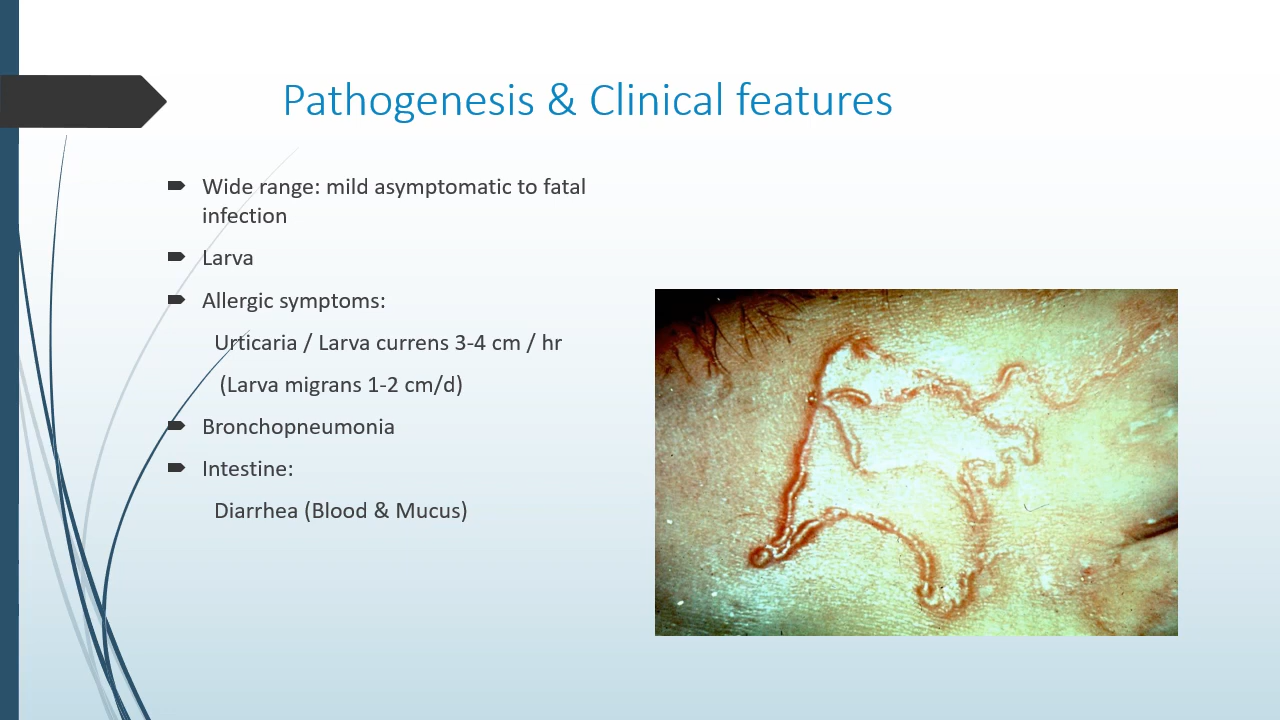 Pathogenesis & Clinical features
Wide range: mild asymptomatic to fatal
infection
Larva
Allergic symptoms:
Urticaria / Larva currens 3-4 cm / hr
(Larva migrans 1-2 cm/d)
Bronchopneumonia
Intestine:
Diarrhea (Blood & Mucus)